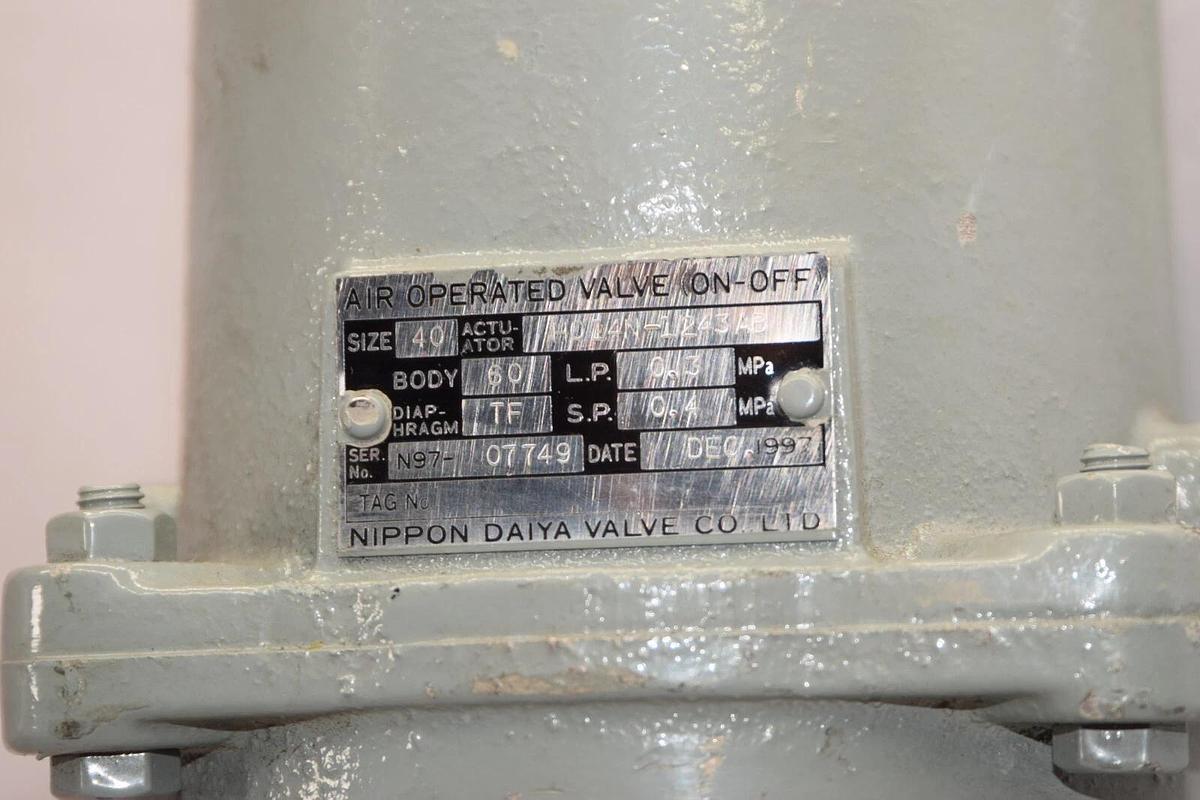 AIR OPERATED VALVE (ON-OFF)
SIZE 40 ACTU-ATOR
BODY 60 L.P. 0.3 MPa
DIAP-HRAGM TF S.P. 0.4 MPa
SER. No. N97- 07749 DATE DEC. 1997
TAG No
NIPPON DAIYA VALVE CO LTD